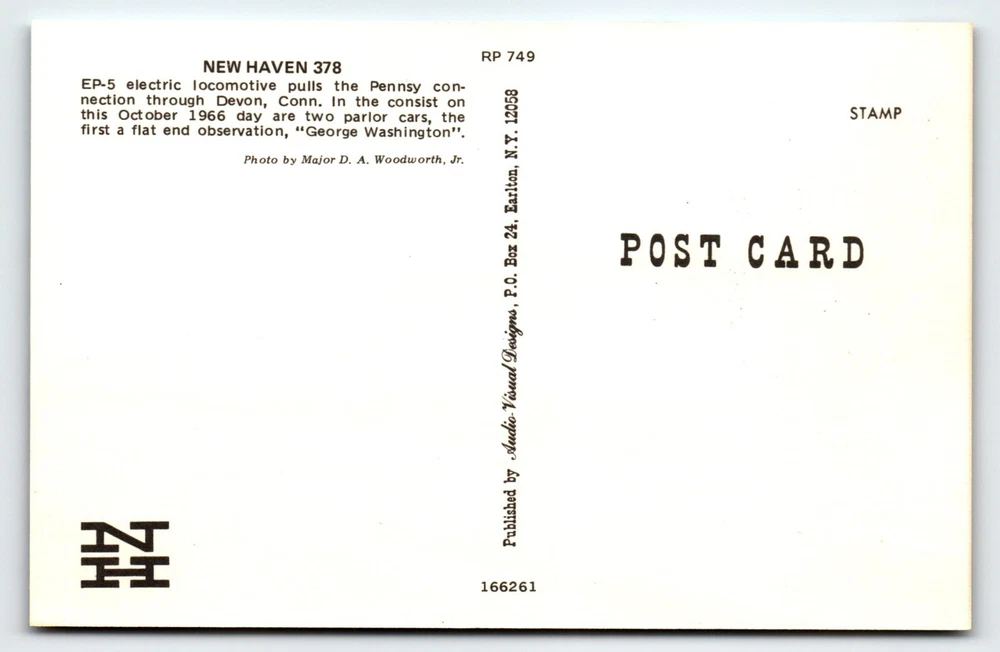 NEW HAVEN 378
EP-5 electric locomotive pulls the Pennsy con-
nection through Devon, Conn. In the consist on
this October 1966 day are two parlor cars, the
first a flat end observation, “George Washington”.
Photo by Major D. A. Woodworth, Jr.
NH
RP 749
Published by Audio-Visual Designs, P.O. Box 24, Earlton, N.Y. 12058
166261
STAMP
POST CARD